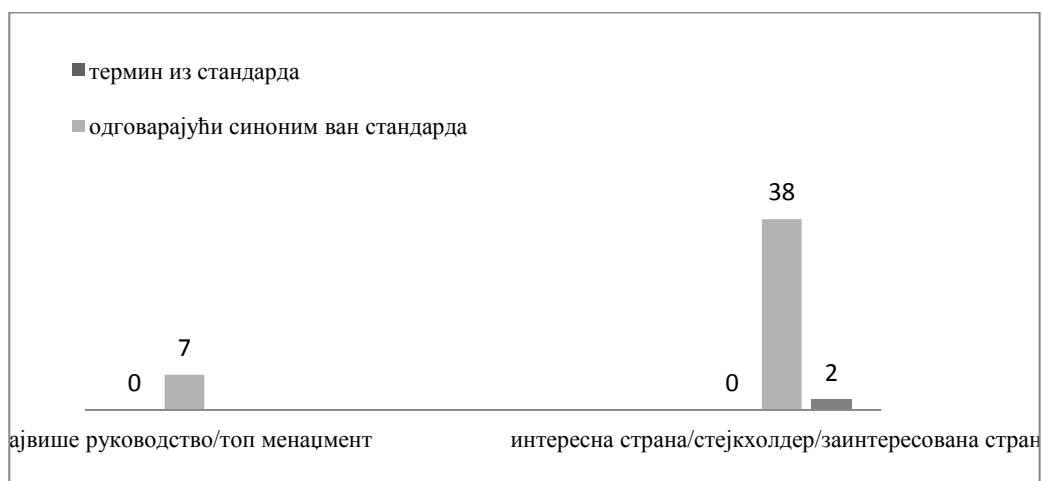 термин из стандарда
одговарајући синоним ван стандарда
38
7
0
0
2
ајвише руководство/топ менаџмент
интересна страна/стејкхолдер/заинтересована стран